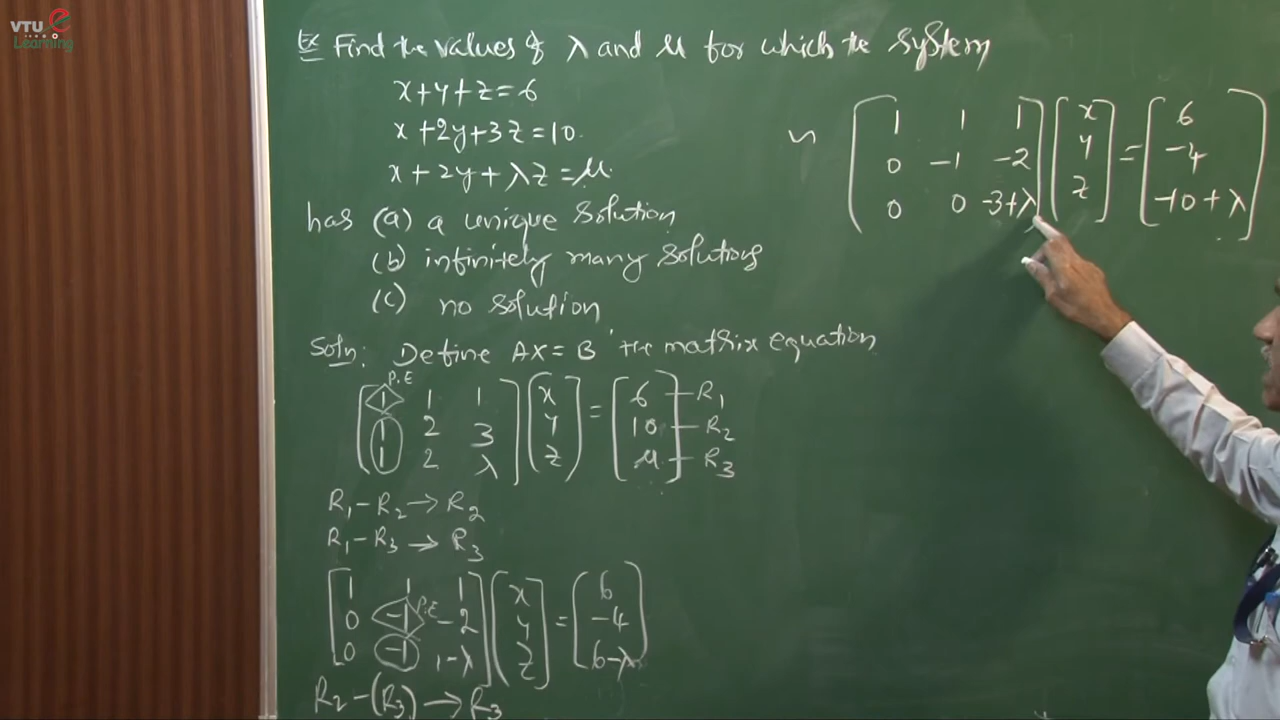 VTU e
Learning
Ex Find the values of λ and μ for which the system
x+y+z=6
x+2y+3z=10.
x+2y+λz=μ.
has (a) a unique solution
(b) infinitely many solutions
(c) no solution
Soln: Define AX=B the matrix equation
P.E
[1 1 1] [x] = [6] — R1
[1 2 3] [y] [10] — R2
[1 2 λ] [z] [μ] — R3
R1-R2→R2
R1-R3→R3
[1 1 1] [x] = [6]
[0 -1 P.E -2] [y] [-4]
[0 -1 1-λ] [z] [6-λ]
R2-(R3)→R3
~ [1 1 1] [x] = [6]
[0 -1 -2] [y] [-4]
[0 0 -3+λ] [z] [-10+λ]